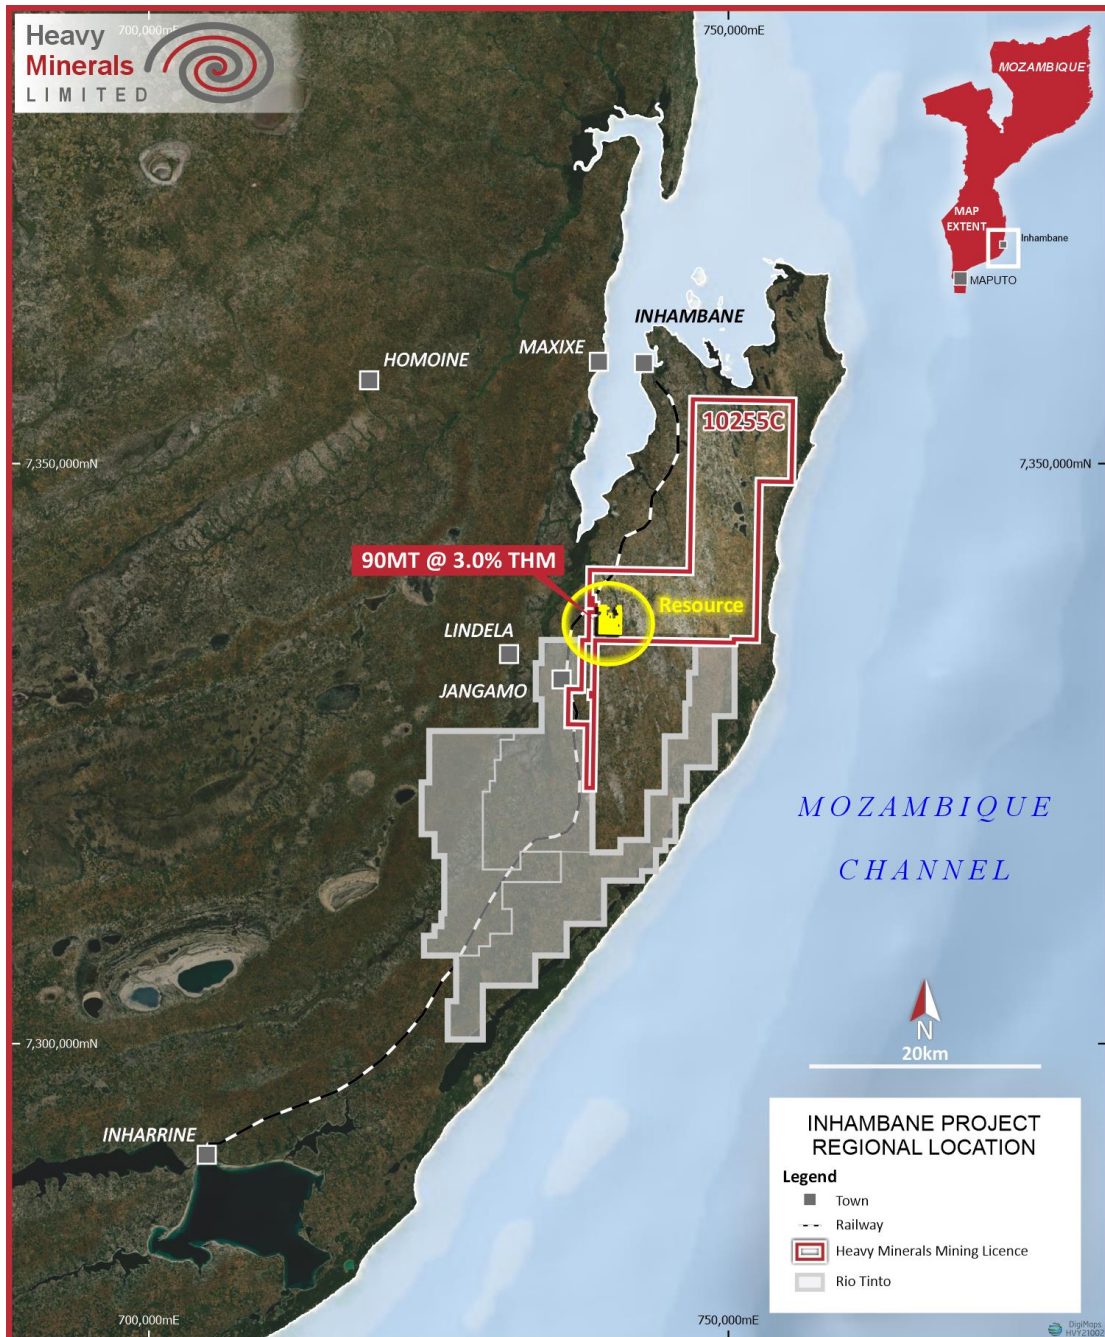 Heavy
Minerals
LIMITED
700,000mE
750,000mE
MOZAMBIQUE
MAP
EXTENT
Inhambane
MAPUTO
INHAMBANE
MAXIXE
HOMOINE
10255C
7,350,000mN
7,350,000mN
90MT @ 3.0% THM
Resource
LINDELA
JANGAMO
MOZAMBIQUE
CHANNEL
N
20km
7,300,000mN
INHARRINE
INHAMBANE PROJECT
REGIONAL LOCATION
Legend
Town
Railway
Heavy Minerals Mining Licence
Rio Tinto
700,000mE
750,000mE
DigiMaps
HVY21002